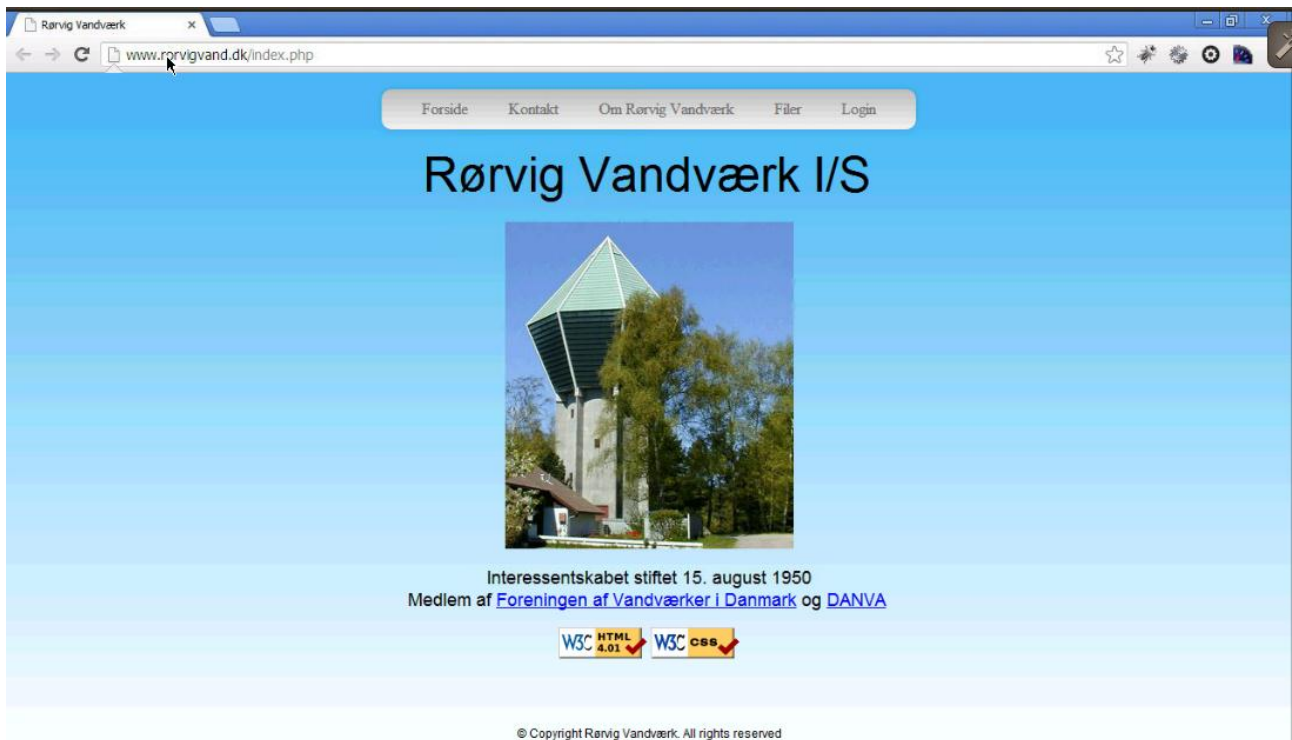 Rørvig Vandværk
www.rorvigvand.dk/index.php
Forside Kontakt Om Rørvig Vandværk Filer Login
Rørvig Vandværk I/S
Interessentskabet stiftet 15. august 1950
Medlem af Foreningen af Vandværker i Danmark og DANVA
W3C HTML 4.01 W3C css
© Copyright Rørvig Vandværk. All rights reserved